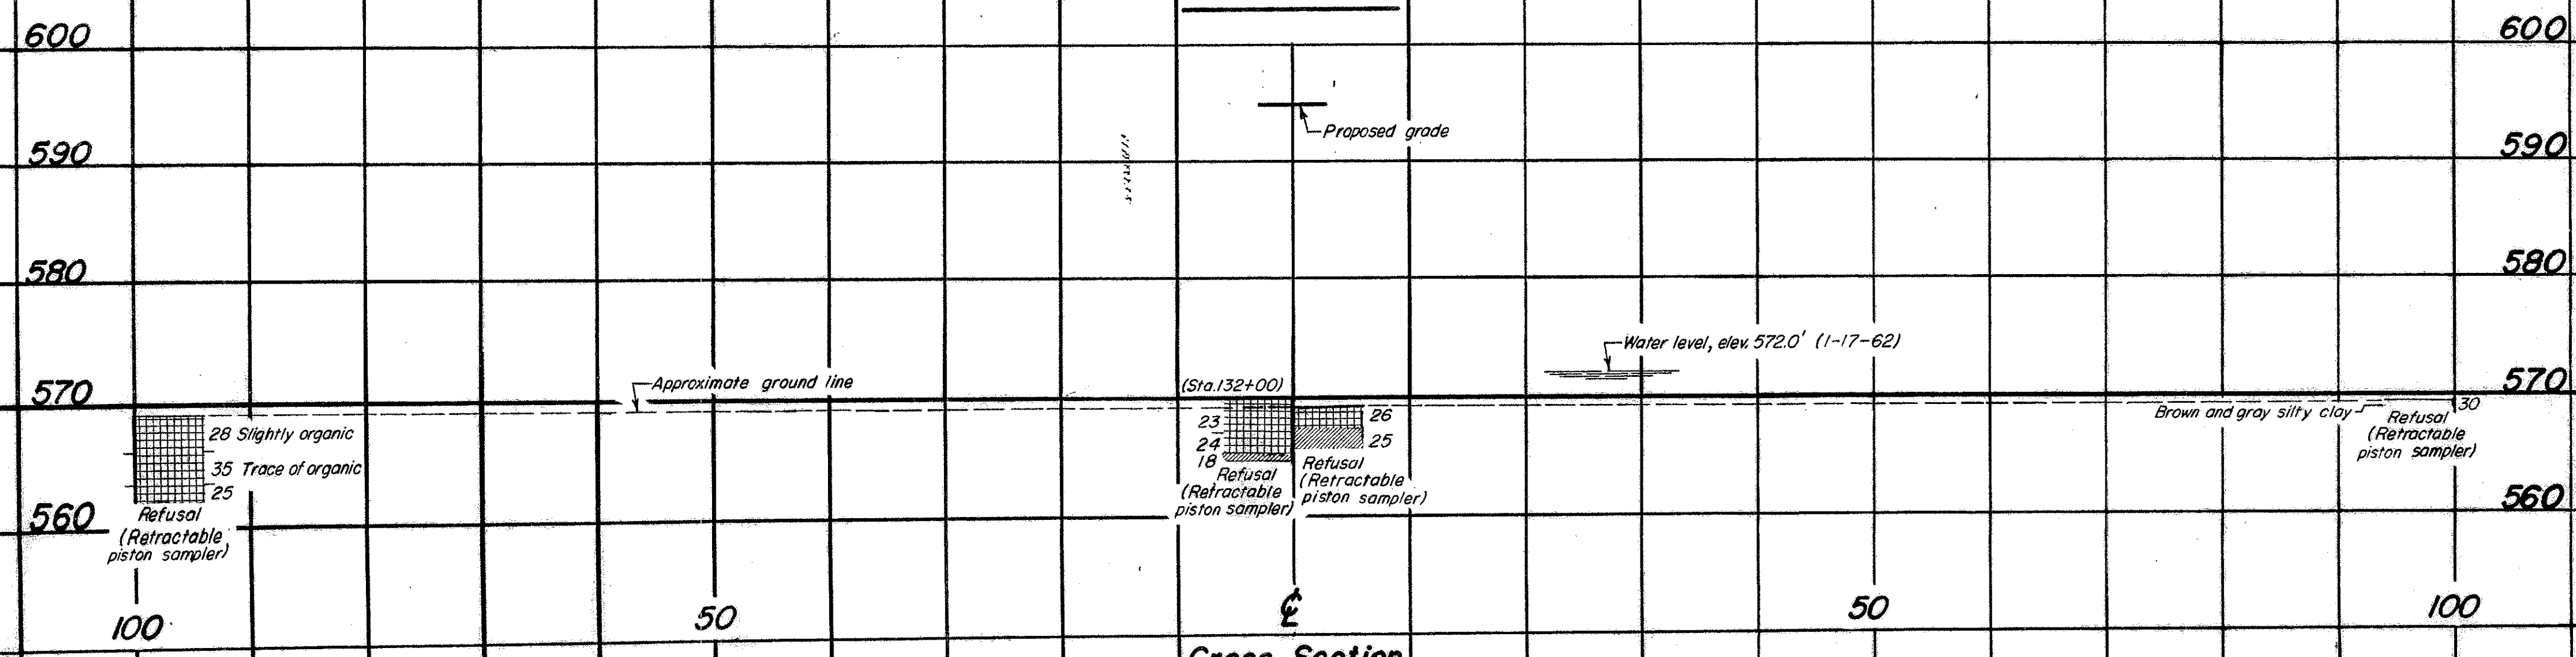 600
600
Proposed grade
590
590
580
580
Water level, elev. 572.0' (1-17-62)
570
Approximate ground line
(Sta. 132+00)
570
23
24
18
26
25
Brown and gray silty clay
30
Refusal
(Retractable
piston sampler)
28 Slightly organic
35 Trace of organic
25
Refusal
(Retractable
piston sampler)
Refusal
(Retractable
piston sampler)
560
Refusal
(Retractable
piston sampler)
560
100
50
℄
50
100
Cross Section